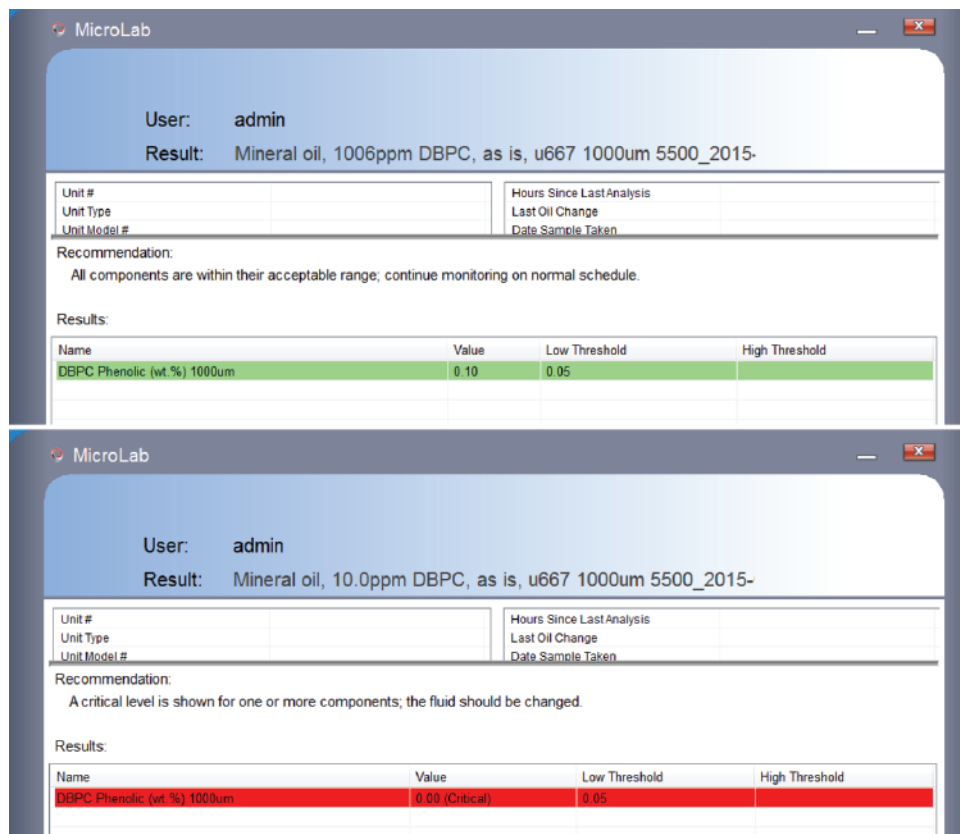 MicroLab
User: admin
Result: Mineral oil, 1006ppm DBPC, as is, u667 1000um 5500_2015-
Unit # Hours Since Last Analysis
Unit Type Last Oil Change
Unit Model # Date Sample Taken
Recommendation:
All components are within their acceptable range; continue monitoring on normal schedule.
Results:
Name Value Low Threshold High Threshold
DBPC Phenolic (wt.%) 1000um 0.10 0.05
MicroLab
User: admin
Result: Mineral oil, 10.0ppm DBPC, as is, u667 1000um 5500_2015-
Unit # Hours Since Last Analysis
Unit Type Last Oil Change
Unit Model # Date Sample Taken
Recommendation:
A critical level is shown for one or more components; the fluid should be changed.
Results:
Name Value Low Threshold High Threshold
DBPC Phenolic (wt.%) 1000um 0.00 (Critical) 0.05